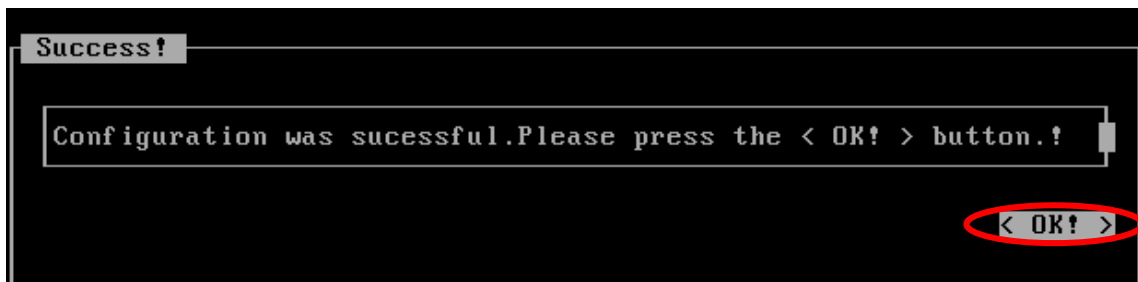 Success!
Configuration was sucessful.Please press the < OK! > button.!
< OK! >